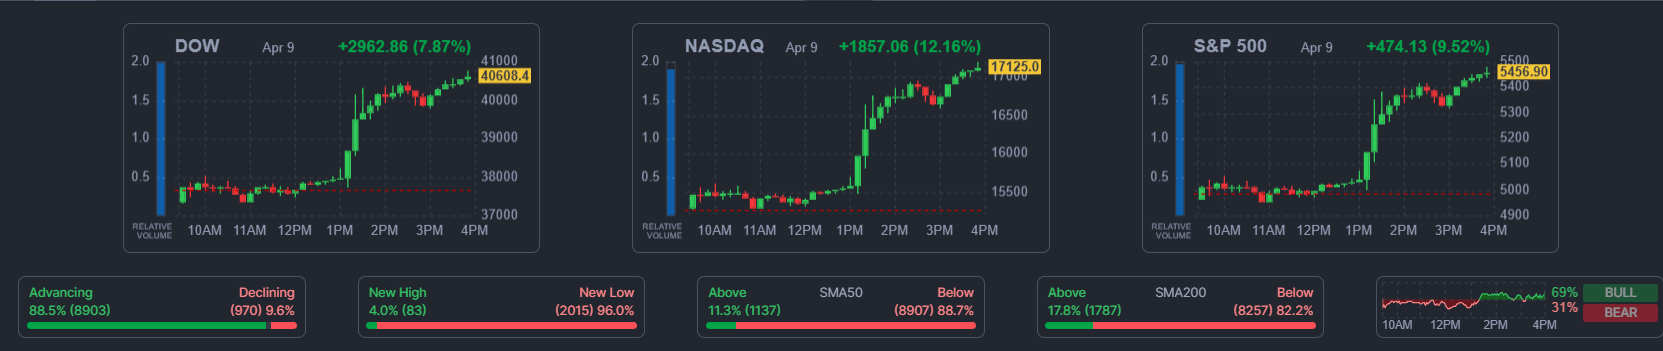 DOW Apr 9 +2962.86 (7.87%)
2.0
1.5
1.0
0.5
RELATIVE
VOLUME
41000
40608.4
40000
39000
38000
37000
10AM 11AM 12PM 1PM 2PM 3PM 4PM
NASDAQ Apr 9 +1857.06 (12.16%)
2.0
1.5
1.0
0.5
RELATIVE
VOLUME
17125.0
17000
16500
16000
15500
10AM 11AM 12PM 1PM 2PM 3PM 4PM
S&P 500 Apr 9 +474.13 (9.52%)
2.0
1.5
1.0
0.5
RELATIVE
VOLUME
5500
5456.90
5400
5300
5200
5100
5000
4900
10AM 11AM 12PM 1PM 2PM 3PM 4PM
Advancing Declining
88.5% (8903) (970) 9.6%
New High New Low
4.0% (83) (2015) 96.0%
Above SMA50 Below
11.3% (1137) (8907) 88.7%
Above SMA200 Below
17.8% (1787) (8257) 82.2%
69% BULL
31% BEAR
10AM 12PM 2PM 4PM